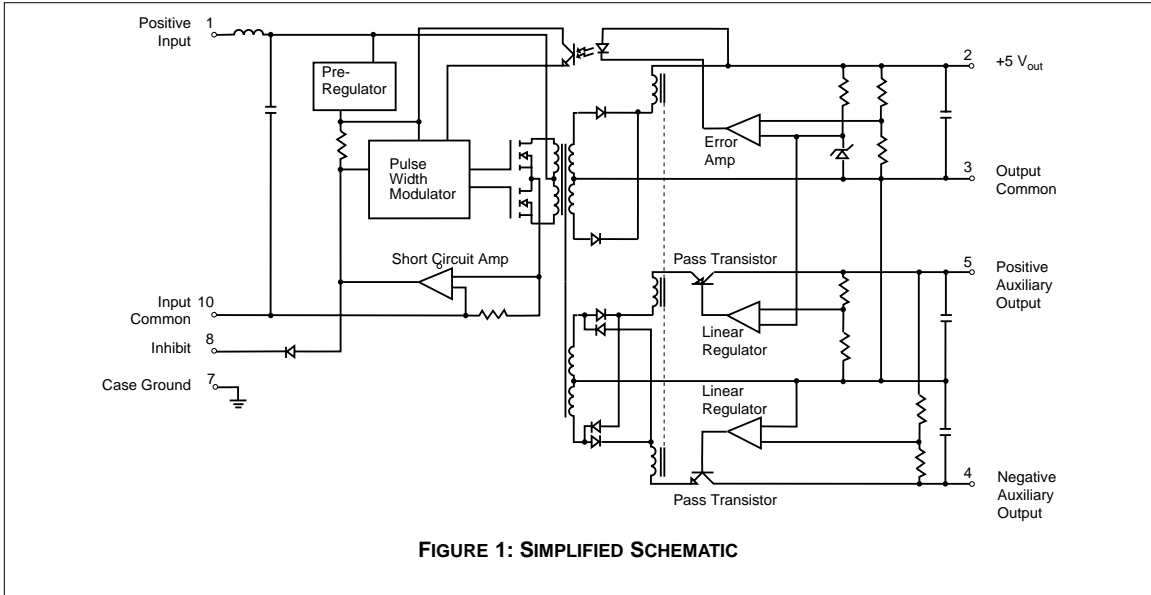 Positive
Input
1
Pre-
Regulator
Pulse
Width
Modulator
Short Circuit Amp
Input
Common
10
Inhibit
8
Case Ground
7
Error
Amp
2
+5 Vout
3
Output
Common
Pass Transistor
Linear
Regulator
5
Positive
Auxiliary
Output
Linear
Regulator
Pass Transistor
4
Negative
Auxiliary
Output
FIGURE 1: SIMPLIFIED SCHEMATIC